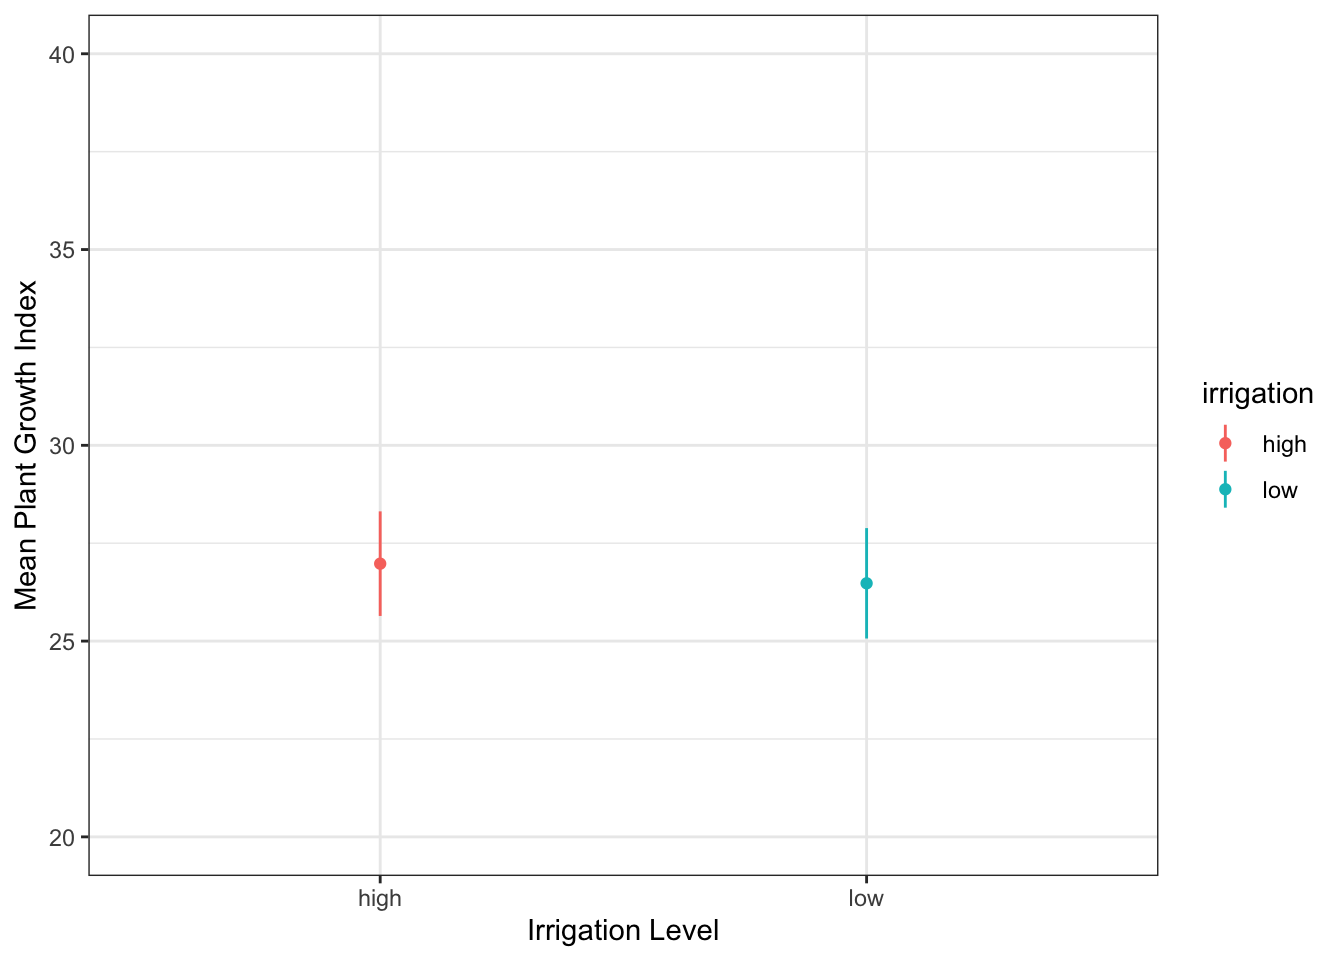 40
35
30
25
20
Mean Plant Growth Index
high
low
Irrigation Level
irrigation
high
low